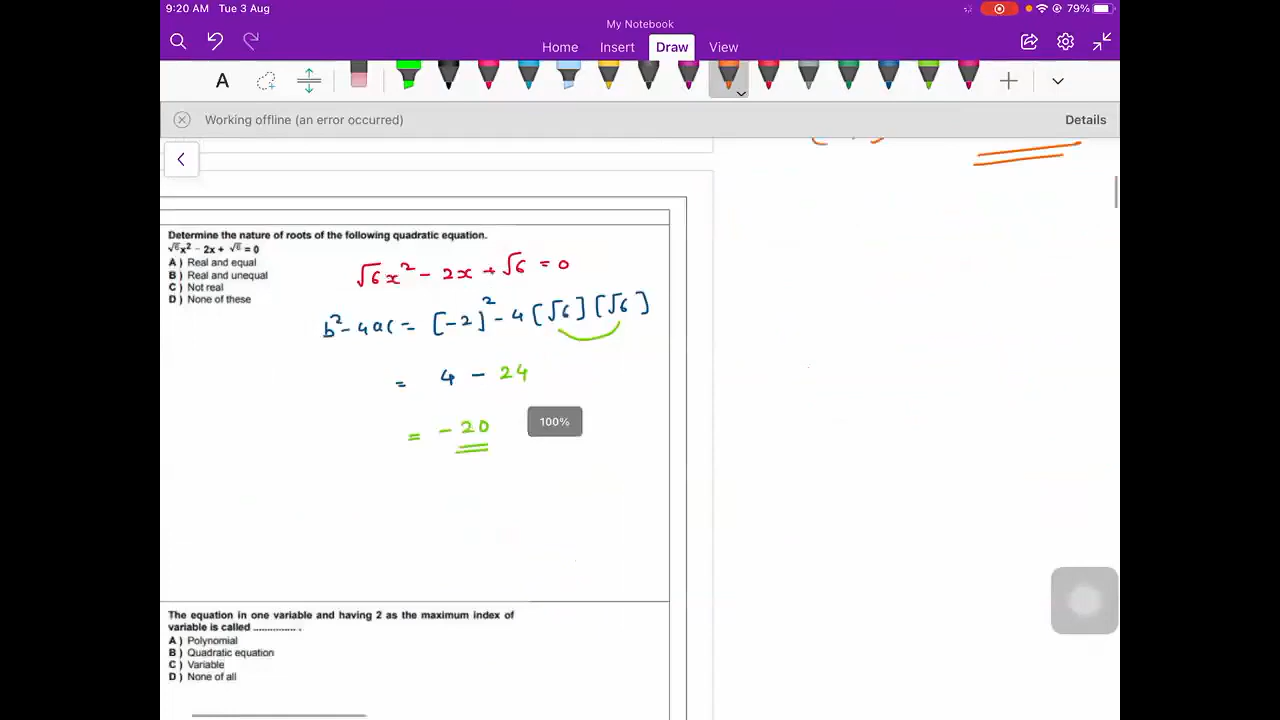 9:20 AM Tue 3 Aug
79%
My Notebook
Home Insert Draw View
A
Working offline (an error occurred)
Details
Determine the nature of roots of the following quadratic equation.
√6x² − 2x + √6 = 0
A ) Real and equal
B ) Real and unequal
C ) Not real
D ) None of these
√6x² − 2x + √6 = 0
b² − 4ac = [−2]² − 4 [√6] [√6]
= 4 − 24
= − 20
100%
The equation in one variable and having 2 as the maximum index of
variable is called ............... .
A ) Polynomial
B ) Quadratic equation
C ) Variable
D ) None of all